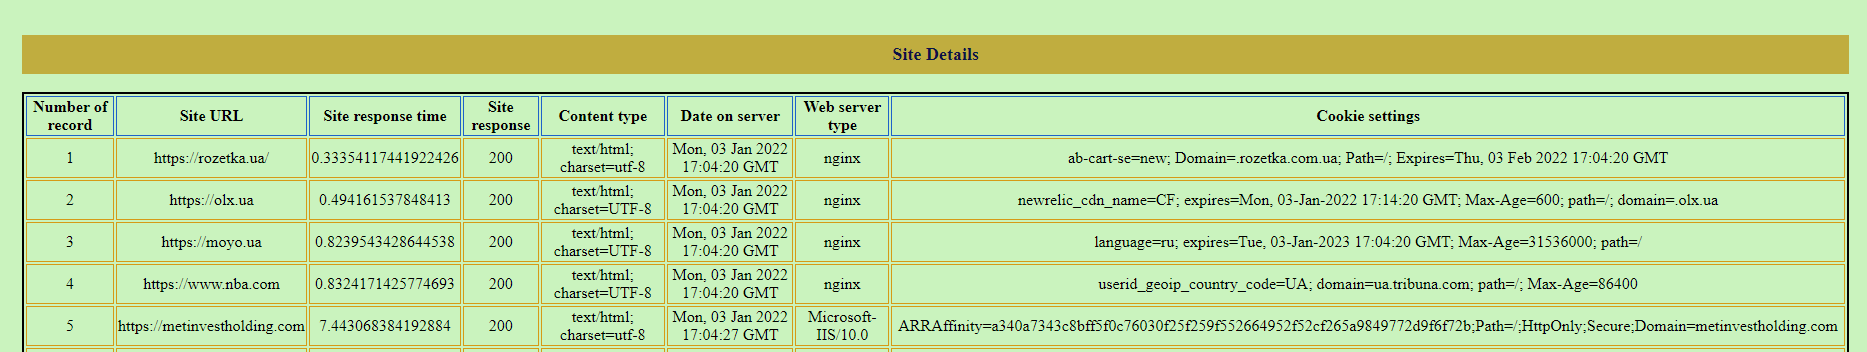 Site Details
Number of record Site URL Site response time Site response Content type Date on server Web server type Cookie settings
1 https://rozetka.ua/ 0.33354117441922426 200 text/html; charset=utf-8 Mon, 03 Jan 2022 17:04:20 GMT nginx ab-cart-se=new; Domain=.rozetka.com.ua; Path=/; Expires=Thu, 03 Feb 2022 17:04:20 GMT
2 https://olx.ua 0.494161537848413 200 text/html; charset=UTF-8 Mon, 03 Jan 2022 17:04:20 GMT nginx newrelic_cdn_name=CF; expires=Mon, 03-Jan-2022 17:14:20 GMT; Max-Age=600; path=/; domain=.olx.ua
3 https://moyo.ua 0.8239543428644538 200 text/html; charset=UTF-8 Mon, 03 Jan 2022 17:04:20 GMT nginx language=ru; expires=Tue, 03-Jan-2023 17:04:20 GMT; Max-Age=31536000; path=/
4 https://www.nba.com 0.8324171425774693 200 text/html; charset=UTF-8 Mon, 03 Jan 2022 17:04:20 GMT nginx userid_geoip_country_code=UA; domain=ua.tribuna.com; path=/; Max-Age=86400
5 https://metinvestholding.com 7.443068384192884 200 text/html; charset=utf-8 Mon, 03 Jan 2022 17:04:27 GMT Microsoft-IIS/10.0 ARRAffinity=a340a7343c8bff5f0c76030f25f259f552664952f52cf265a9849772d9f6f72b;Path=/;HttpOnly;Secure;Domain=metinvestholding.com